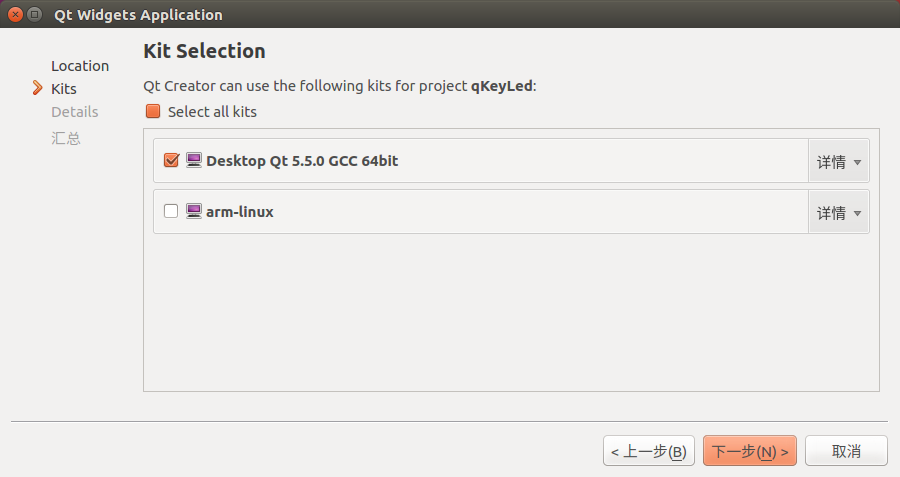 Qt Widgets Application
Location
Kits
Details
汇总
Kit Selection
Qt Creator can use the following kits for project qKeyLed:
Select all kits
Desktop Qt 5.5.0 GCC 64bit 详情
arm-linux 详情
< 上一步(B) 下一步(N) > 取消